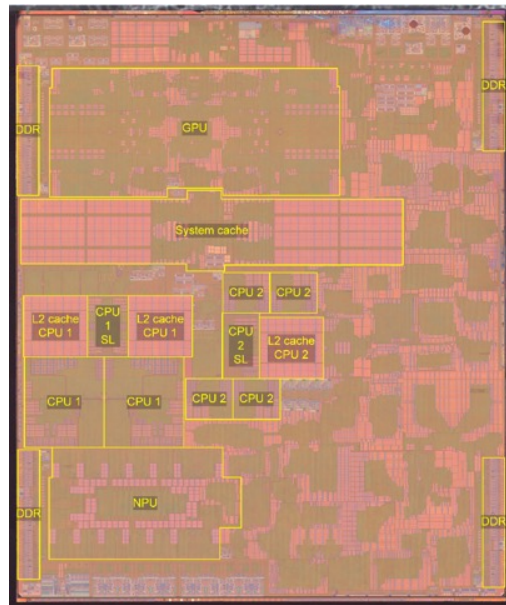 DDR
DDR
GPU
System cache
CPU 2
CPU 2
L2 cache
CPU 1
CPU
1
SL
L2 cache
CPU 1
CPU
2
SL
L2 cache
CPU 2
CPU 1
CPU 1
CPU 2
CPU 2
DDR
NPU
DDR